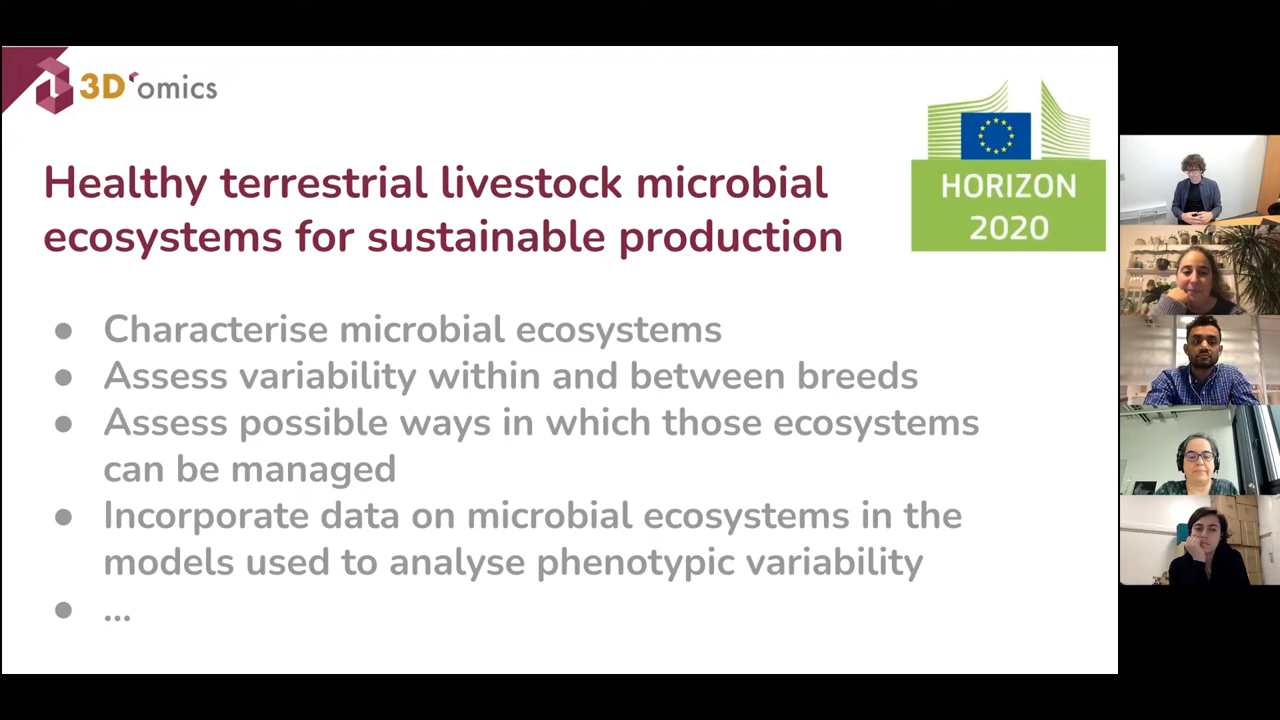 3D'omics
HORIZON
2020
Healthy terrestrial livestock microbial
ecosystems for sustainable production
● Characterise microbial ecosystems
● Assess variability within and between breeds
● Assess possible ways in which those ecosystems
can be managed
● Incorporate data on microbial ecosystems in the
models used to analyse phenotypic variability
● ...